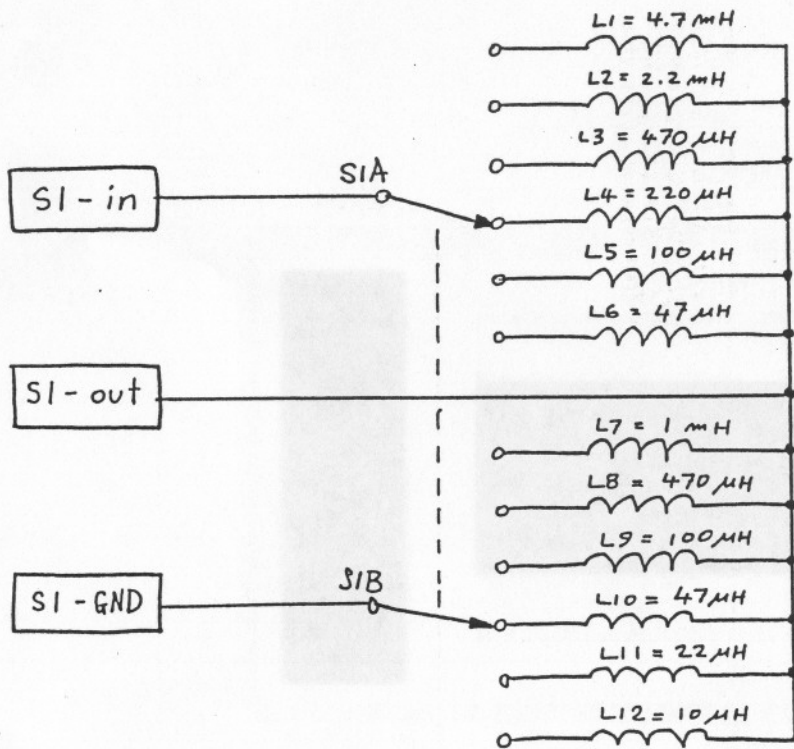 L1 = 4.7 mH
L2 = 2.2 mH
L3 = 470 μH
S1A
S1-in
L4 = 220 μH
L5 = 100 μH
L6 = 47 μH
S1-out
L7 = 1 mH
L8 = 470 μH
L9 = 100 μH
S1B
S1-GND
L10 = 47 μH
L11 = 22 μH
L12 = 10 μH